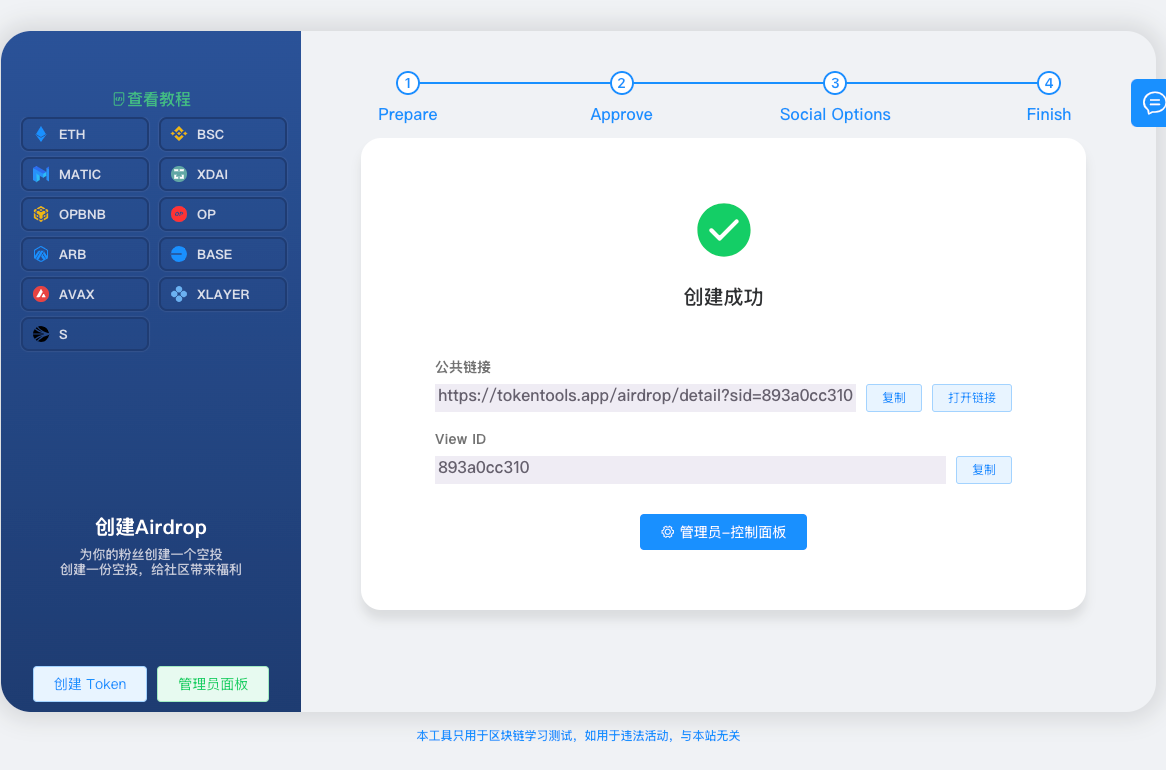 查看教程
ETH
BSC
MATIC
XDAI
OPBNB
OP
ARB
BASE
AVAX
XLAYER
S
创建Airdrop
为你的粉丝创建一个空投
创建一份空投，给社区带来福利
创建 Token
管理员面板
1
2
3
4
Prepare
Approve
Social Options
Finish
创建成功
公共链接
https://tokentools.app/airdrop/detail?sid=893a0cc310
复制
打开链接
View ID
893a0cc310
复制
管理员-控制面板
本工具只用于区块链学习测试，如用于违法活动，与本站无关